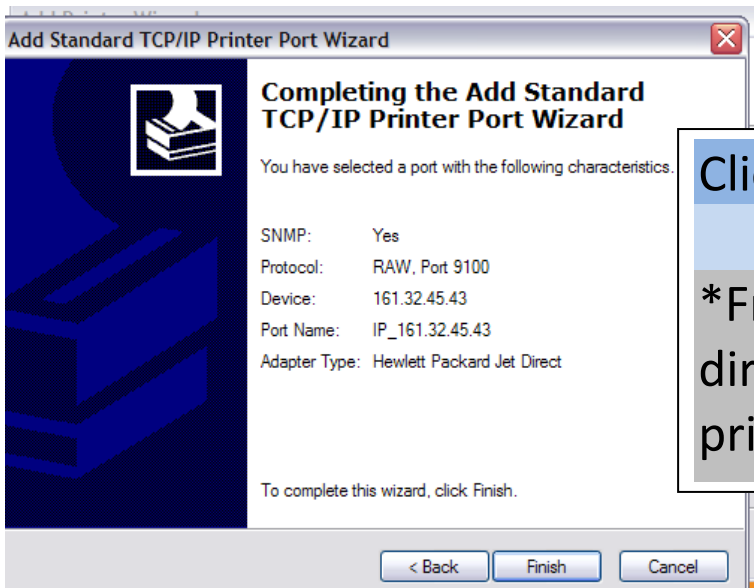 Add Standard TCP/IP Printer Port Wizard
Completing the Add Standard
TCP/IP Printer Port Wizard
You have selected a port with the following characteristics.
SNMP: Yes
Protocol: RAW, Port 9100
Device: 161.32.45.43
Port Name: IP_161.32.45.43
Adapter Type: Hewlett Packard Jet Direct
To complete this wizard, click Finish.
< Back Finish Cancel